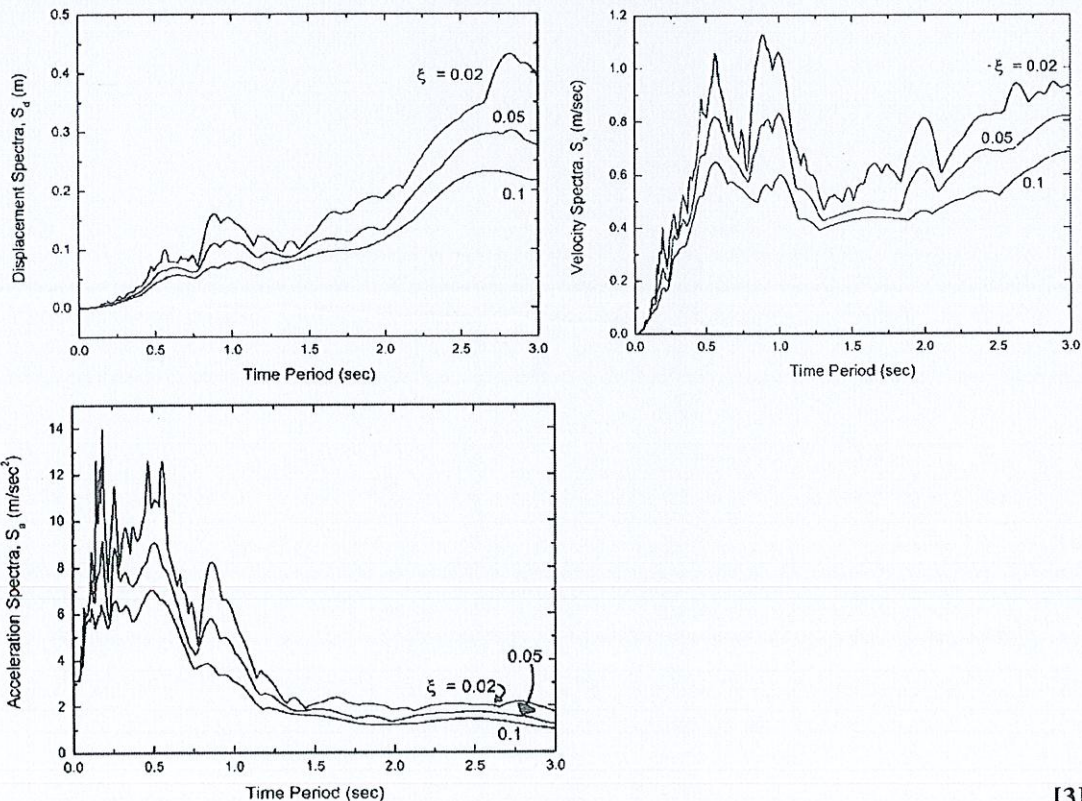 0.5
0.4
0.3
0.2
0.1
0.0
Displacement Spectra, S_d (m)
ξ = 0.02
0.05
0.1
0.0 0.5 1.0 1.5 2.0 2.5 3.0
Time Period (sec)
1.2
1.0
0.8
0.6
0.4
0.2
0.0
Velocity Spectra, S_v (m/sec)
ξ = 0.02
0.05
0.1
0.0 0.5 1.0 1.5 2.0 2.5 3.0
Time Period (sec)
14
12
10
8
6
4
2
0
Acceleration Spectra, S_a (m/sec²)
0.05
ξ = 0.02
0.1
0.0 0.5 1.0 1.5 2.0 2.5 3.0
Time Period (sec)
[3]